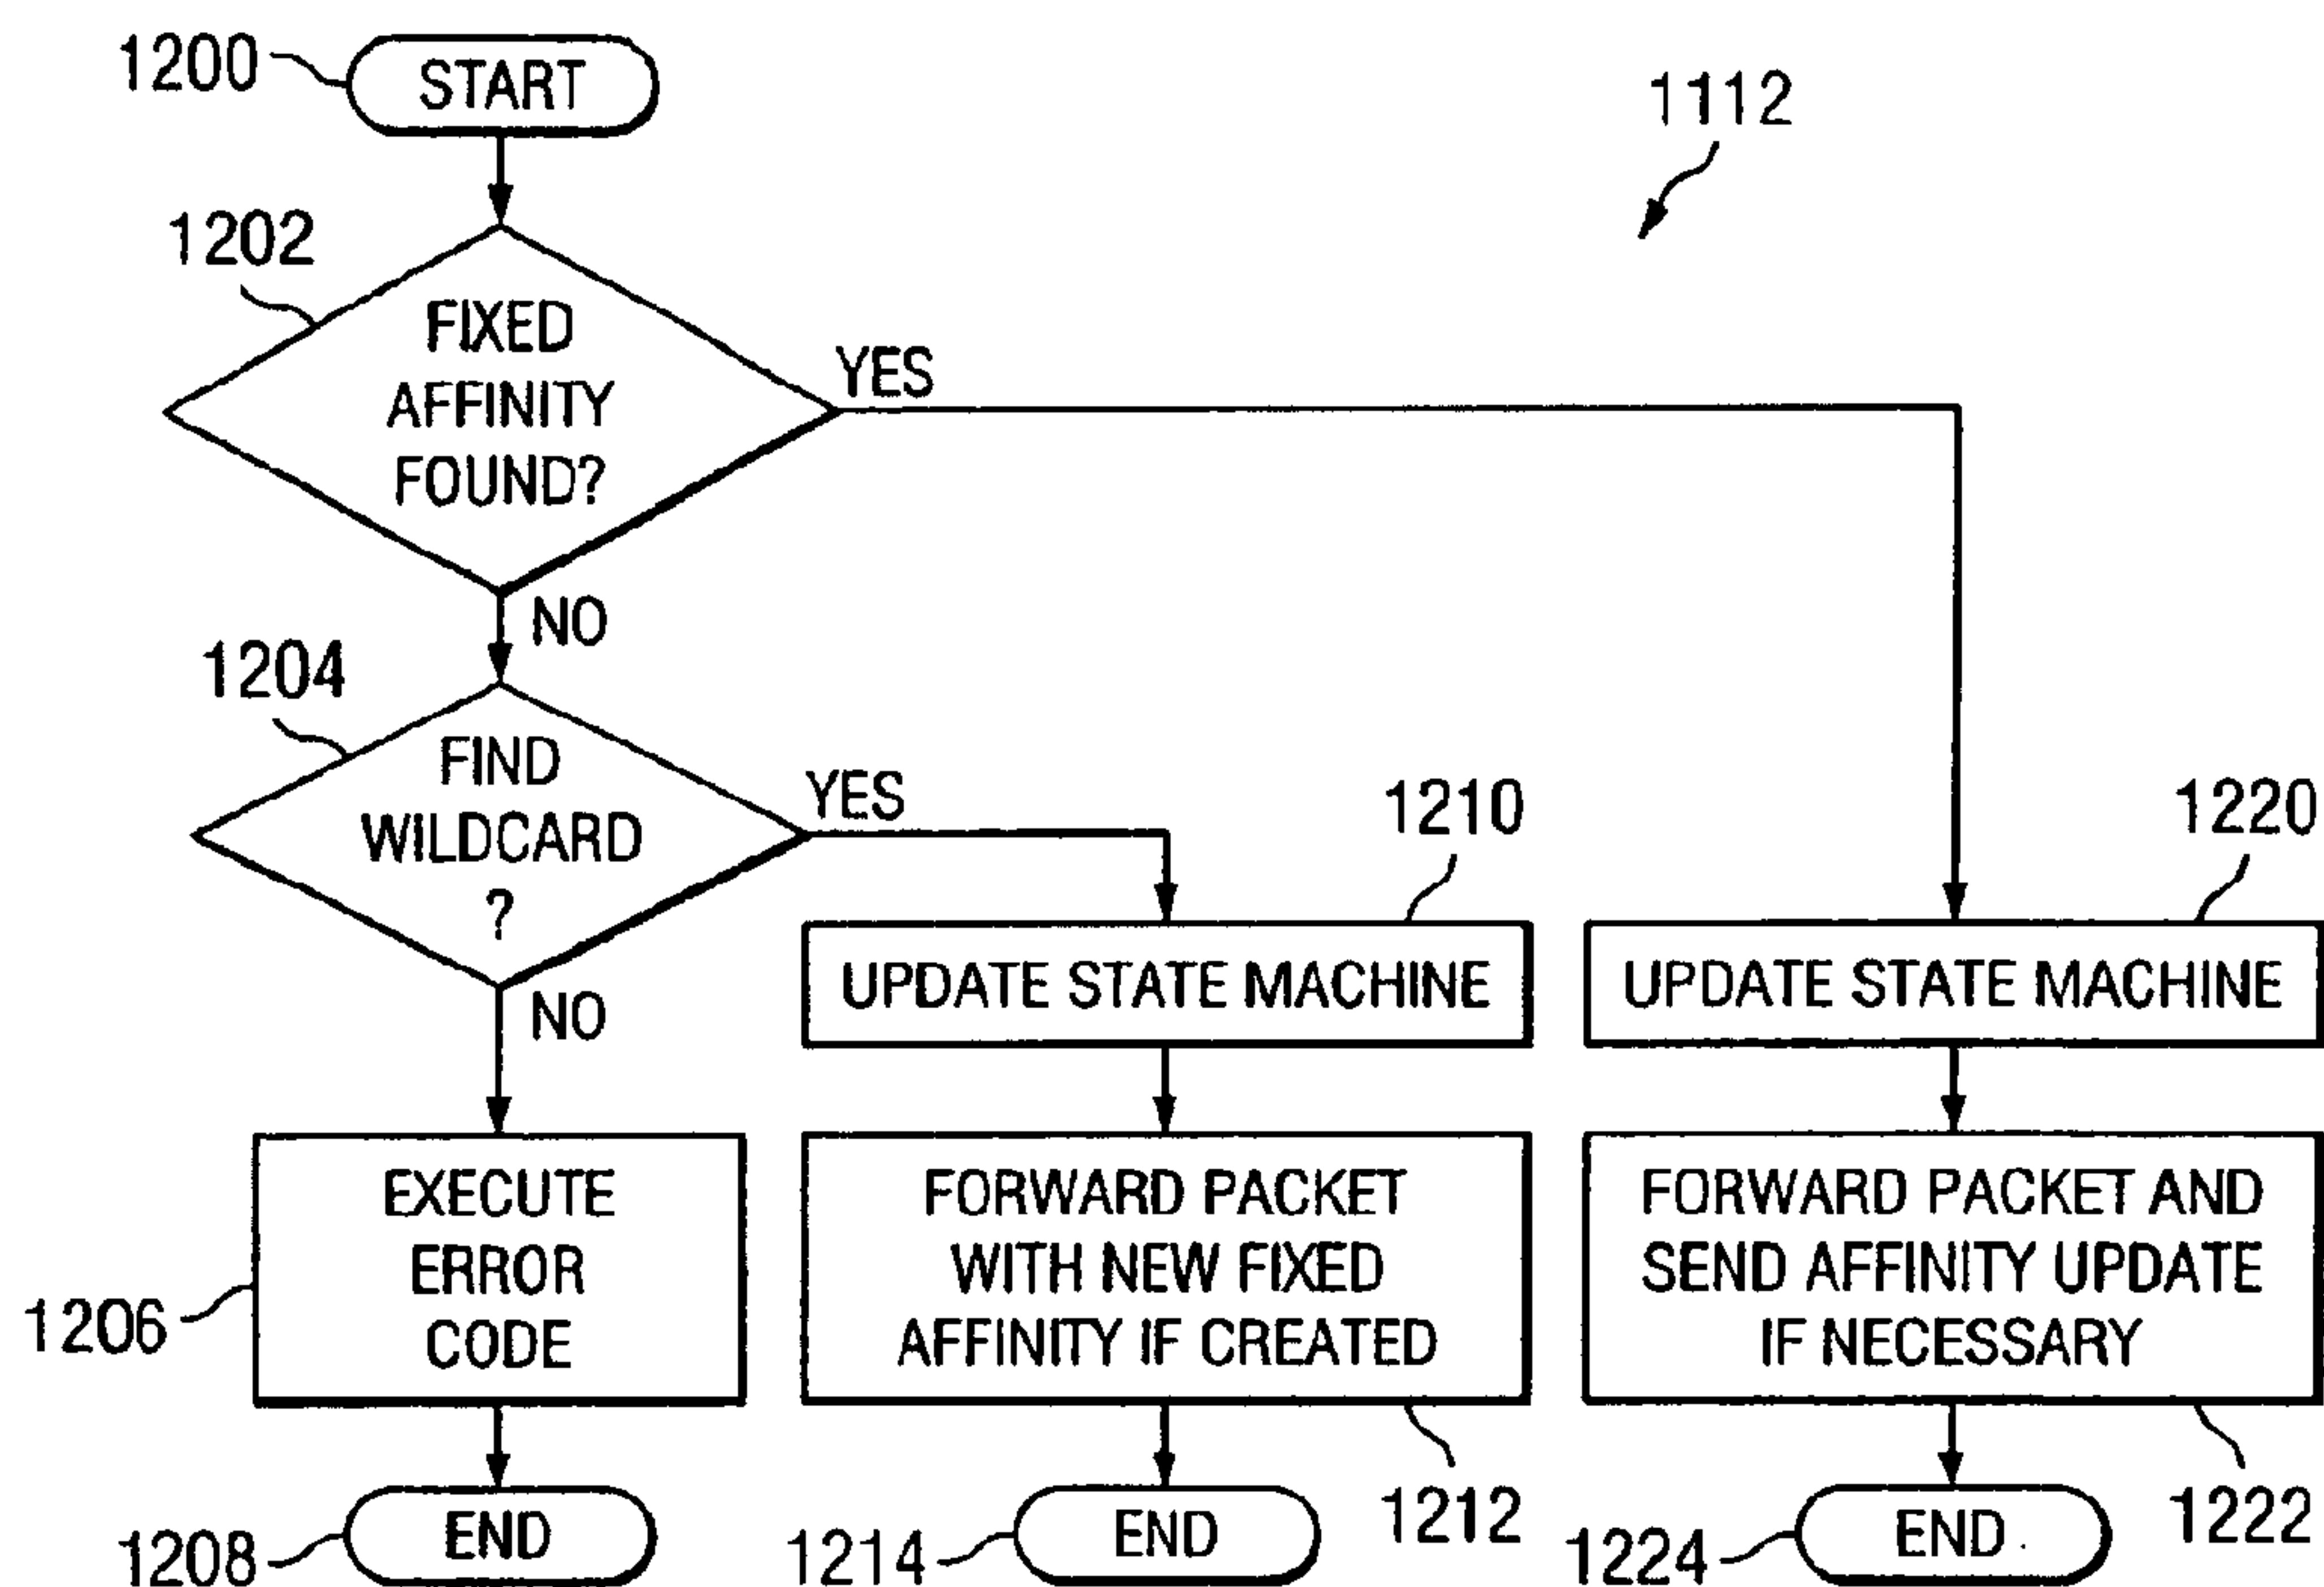 1200
START
1112
1202
FIXED
AFFINITY
FOUND?
YES
NO
1204
FIND
WILDCARD
?
YES
NO
1210
UPDATE STATE MACHINE
1220
UPDATE STATE MACHINE
1206
EXECUTE
ERROR
CODE
FORWARD PACKET
WITH NEW FIXED
AFFINITY IF CREATED
FORWARD PACKET AND
SEND AFFINITY UPDATE
IF NECESSARY
1208
END
1214
END
1212
1224
END
1222